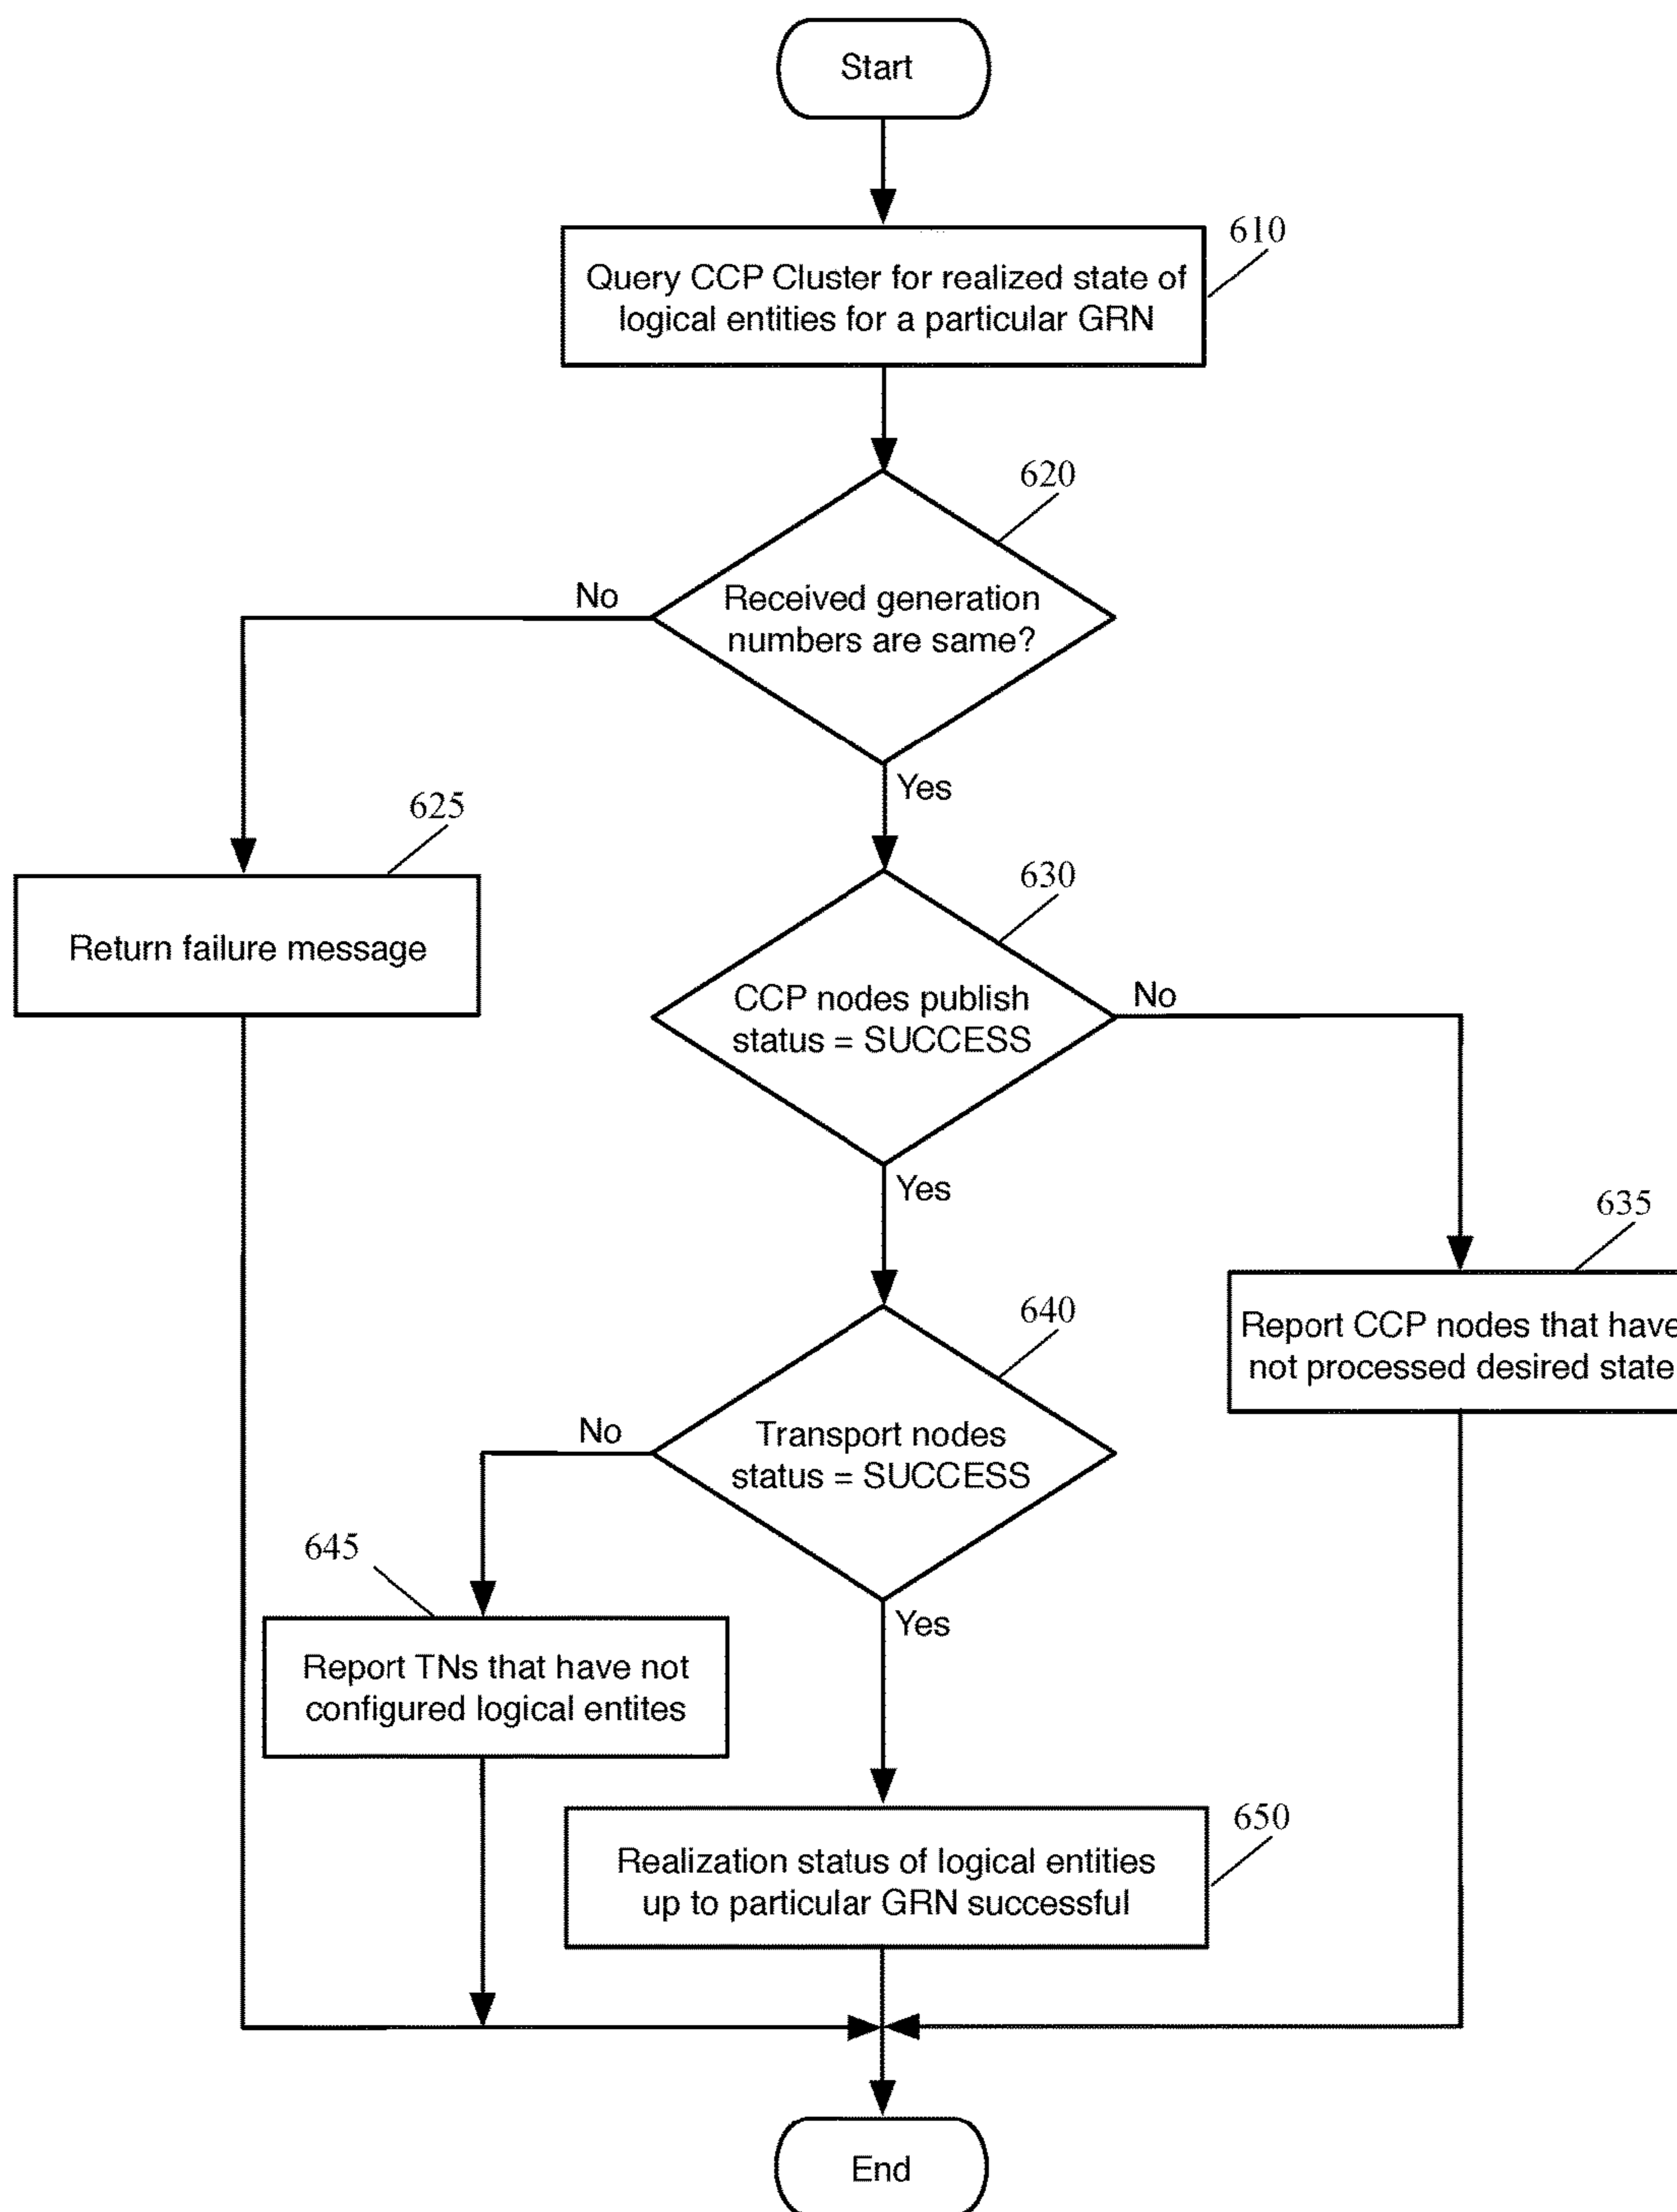 Start
610
Query CCP Cluster for realized state of
logical entities for a particular GRN
620
Received generation
numbers are same?
No
Yes
625
Return failure message
630
CCP nodes publish
status = SUCCESS
No
Yes
635
Report CCP nodes that have
not processed desired state
640
Transport nodes
status = SUCCESS
No
Yes
645
Report TNs that have not
configured logical entites
650
Realization status of logical entities
up to particular GRN successful
End